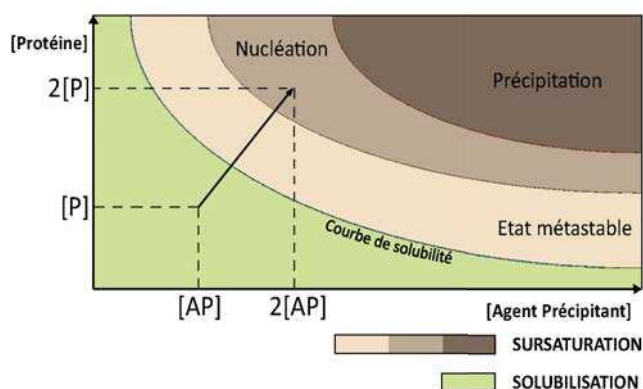 [Protéine]
Nucléation
2[P]
Précipitation
[P]
Courbe de solubilité
Etat métastable
[AP]
2[AP]
[Agent Précipitant]
SURSATURATION
SOLUBILISATION